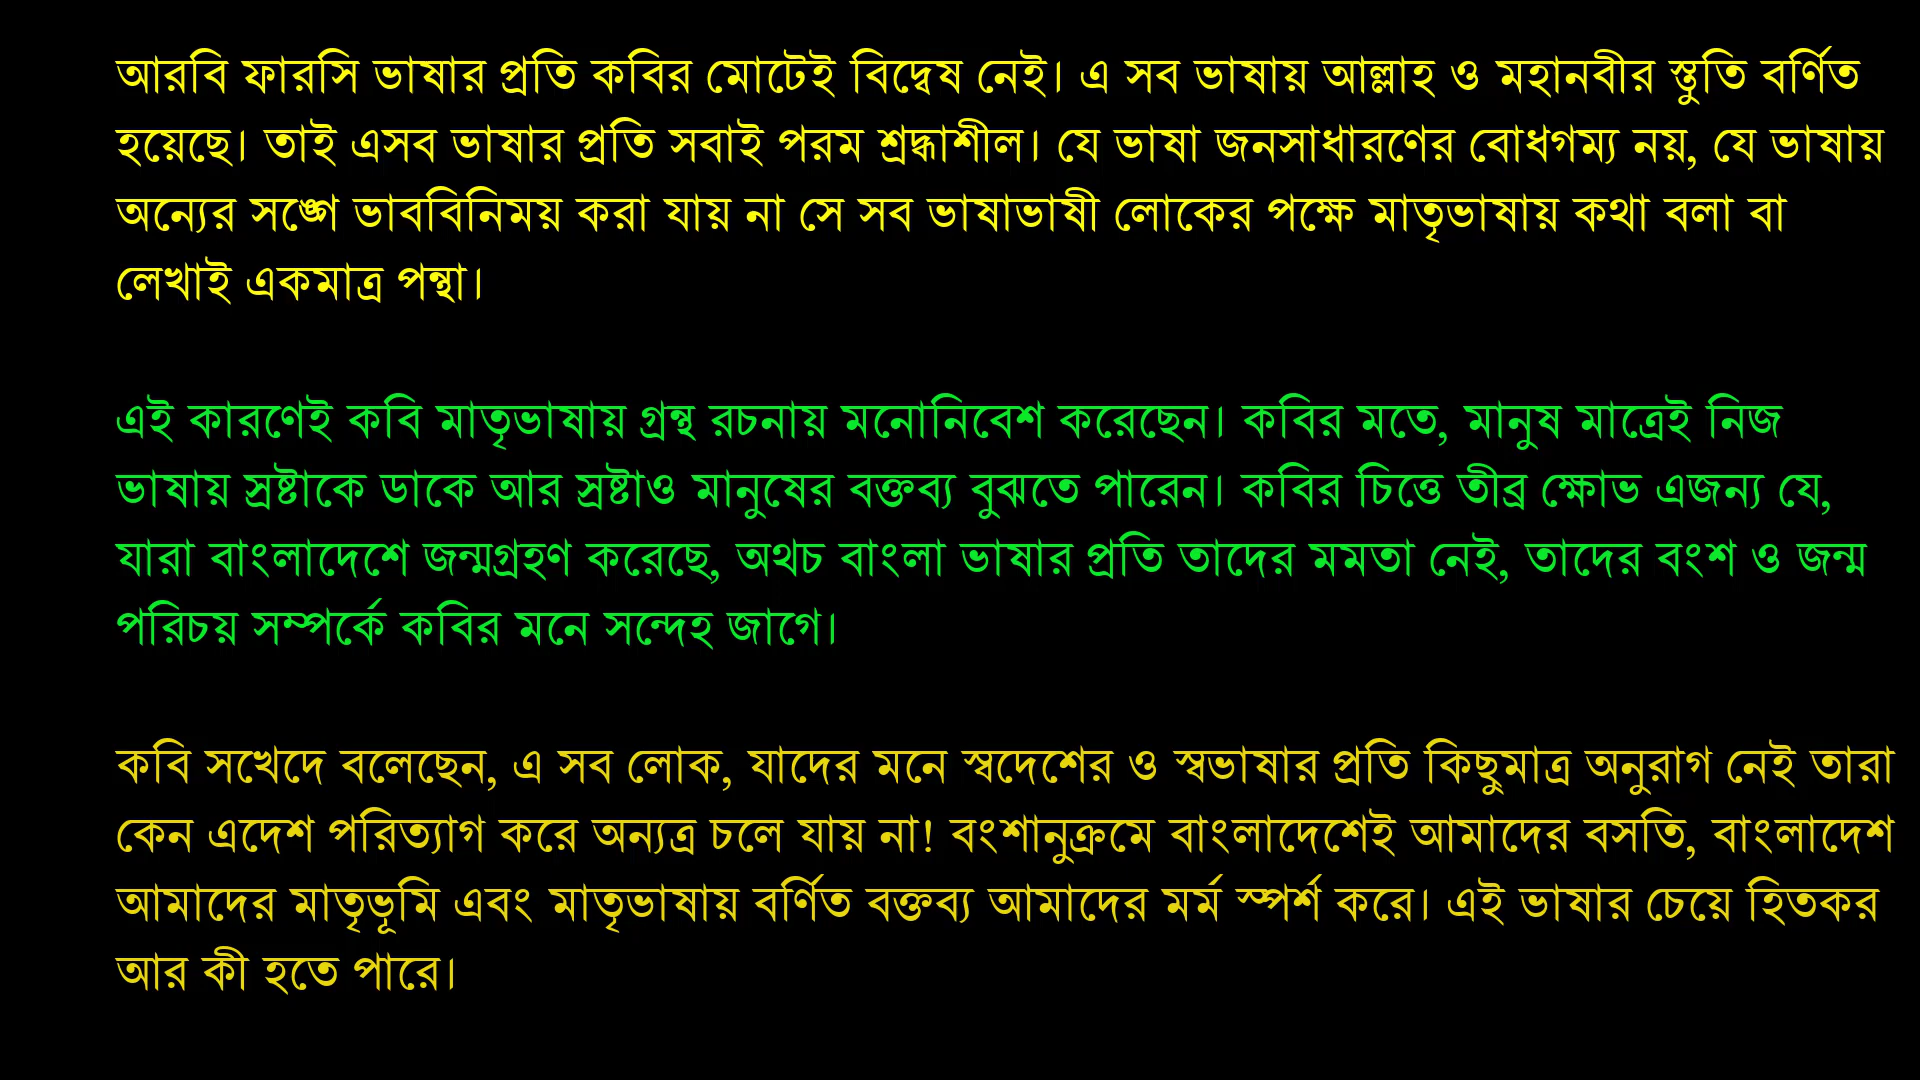 আরবি ফারসি ভাষার প্রতি কবির মোটেই বিদ্বেষ নেই। এ সব ভাষায় আল্লাহ ও মহানবীর স্তুতি বর্ণিত
হয়েছে। তাই এসব ভাষার প্রতি সবাই পরম শ্রদ্ধাশীল। যে ভাষা জনসাধারণের বোধগম্য নয়, যে ভাষায়
অন্যের সঙ্গে ভাববিনিময় করা যায় না সে সব ভাষাভাষী লোকের পক্ষে মাতৃভাষায় কথা বলা বা
লেখাই একমাত্র পন্থা।
এই কারণেই কবি মাতৃভাষায় গ্রন্থ রচনায় মনোনিবেশ করেছেন। কবির মতে, মানুষ মাত্রেই নিজ
ভাষায় স্রষ্টাকে ডাকে আর স্রষ্টাও মানুষের বক্তব্য বুঝতে পারেন। কবির চিত্তে তীব্র ক্ষোভ এজন্য যে,
যারা বাংলাদেশে জন্মগ্রহণ করেছে, অথচ বাংলা ভাষার প্রতি তাদের মমতা নেই, তাদের বংশ ও জন্ম
পরিচয় সম্পর্কে কবির মনে সন্দেহ জাগে।
কবি সখেদে বলেছেন, এ সব লোক, যাদের মনে স্বদেশের ও স্বভাষার প্রতি কিছুমাত্র অনুরাগ নেই তারা
কেন এদেশ পরিত্যাগ করে অন্যত্র চলে যায় না! বংশানুক্রমে বাংলাদেশেই আমাদের বসতি, বাংলাদেশ
আমাদের মাতৃভূমি এবং মাতৃভাষায় বর্ণিত বক্তব্য আমাদের মর্ম স্পর্শ করে। এই ভাষার চেয়ে হিতকর
আর কী হতে পারে।